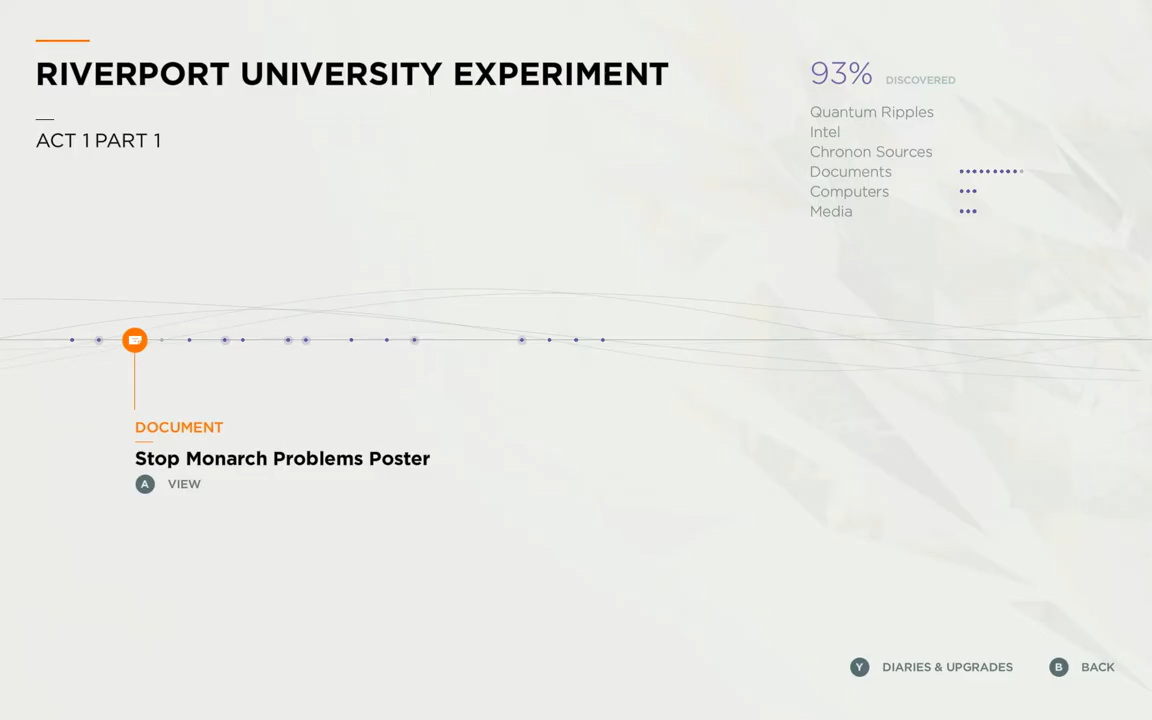 RIVERPORT UNIVERSITY EXPERIMENT
ACT 1 PART 1
93% DISCOVERED
Quantum Ripples
Intel
Chronon Sources
Documents
Computers
Media
DOCUMENT
Stop Monarch Problems Poster
A VIEW
Y DIARIES & UPGRADES B BACK